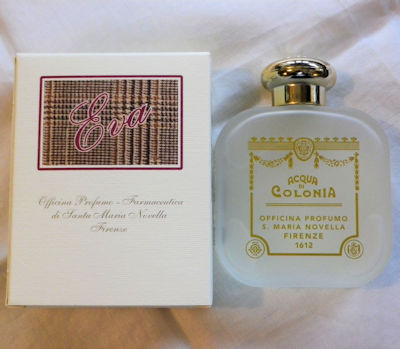 Eva
Officina Profumo - Farmaceutica
di Santa Maria Novella
Firenze
ACQUA
DI
COLONIA
OFFICINA PROFUMO
S. MARIA NOVELLA
FIRENZE
1612